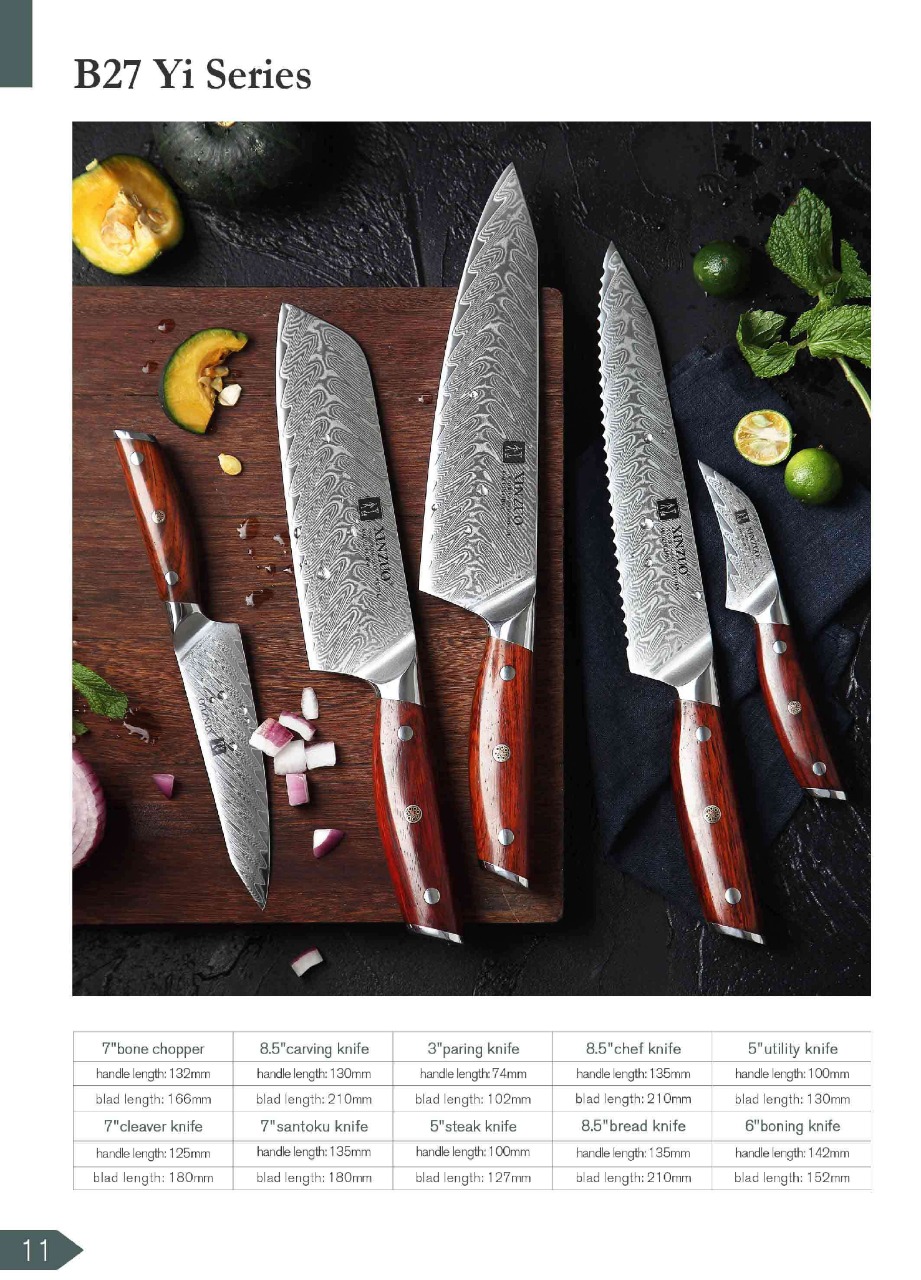 B27 Yi Series
XINZUO
XINZUO
XINZUO
XINZUO
XINZUO
7"bone chopper 8.5"carving knife 3"paring knife 8.5"chef knife 5"utility knife
handle length: 132mm handle length: 130mm handle length: 74mm handle length: 135mm handle length: 100mm
blad length: 166mm blad length: 210mm blad length: 102mm blad length: 210mm blad length: 130mm
7"cleaver knife 7"santoku knife 5"steak knife 8.5"bread knife 6"boning knife
handle length: 125mm handle length: 135mm handle length: 100mm handle length: 135mm handle length: 142mm
blad length: 180mm blad length: 180mm blad length: 127mm blad length: 210mm blad length: 152mm
11